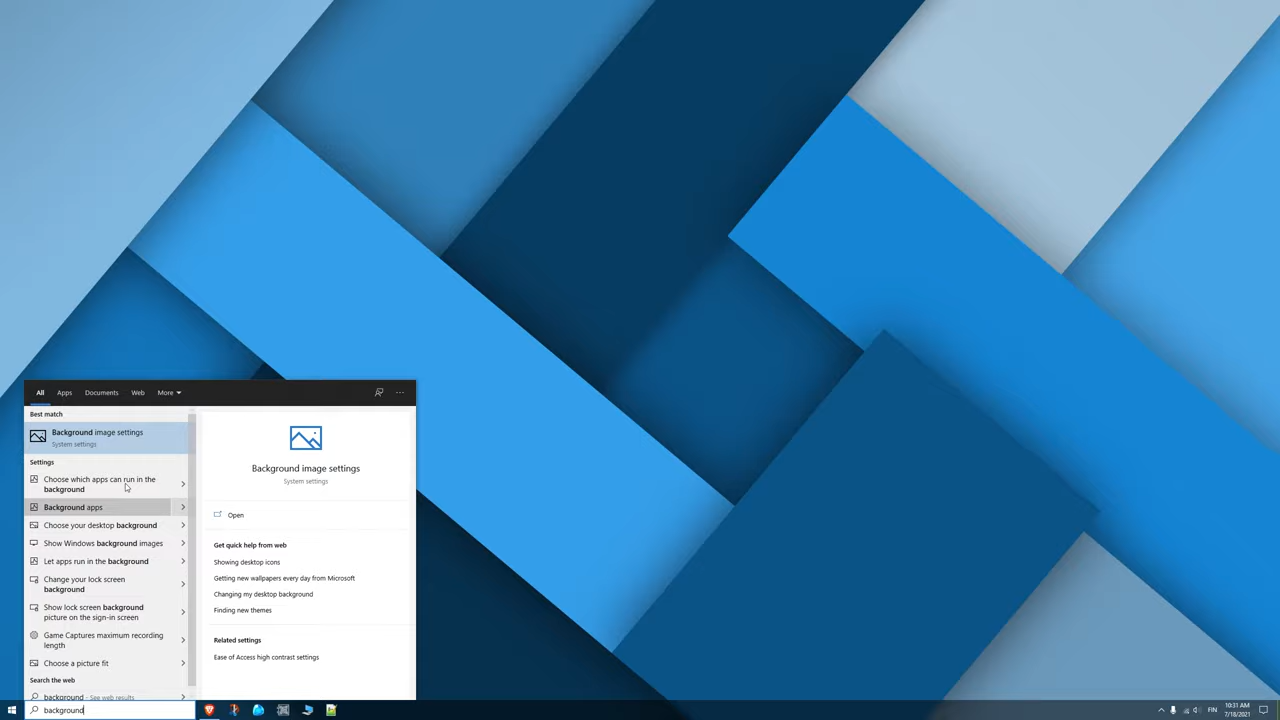 All
Apps
Documents
Web
More
Best match
Background image settings
System settings
Settings
Choose which apps can run in the
background
Background apps
Choose your desktop background
Show Windows background images
Let apps run in the background
Change your lock screen
background
Show lock screen background
picture on the sign-in screen
Game Captures maximum recording
length
Choose a picture fit
Search the web
background - See web results
Background image settings
System settings
Open
Get quick help from web
Showing desktop icons
Getting new wallpapers every day from Microsoft
Changing my desktop background
Finding new themes
Related settings
Ease of Access high contrast settings
background
FIN
10:31 AM
7/18/2021